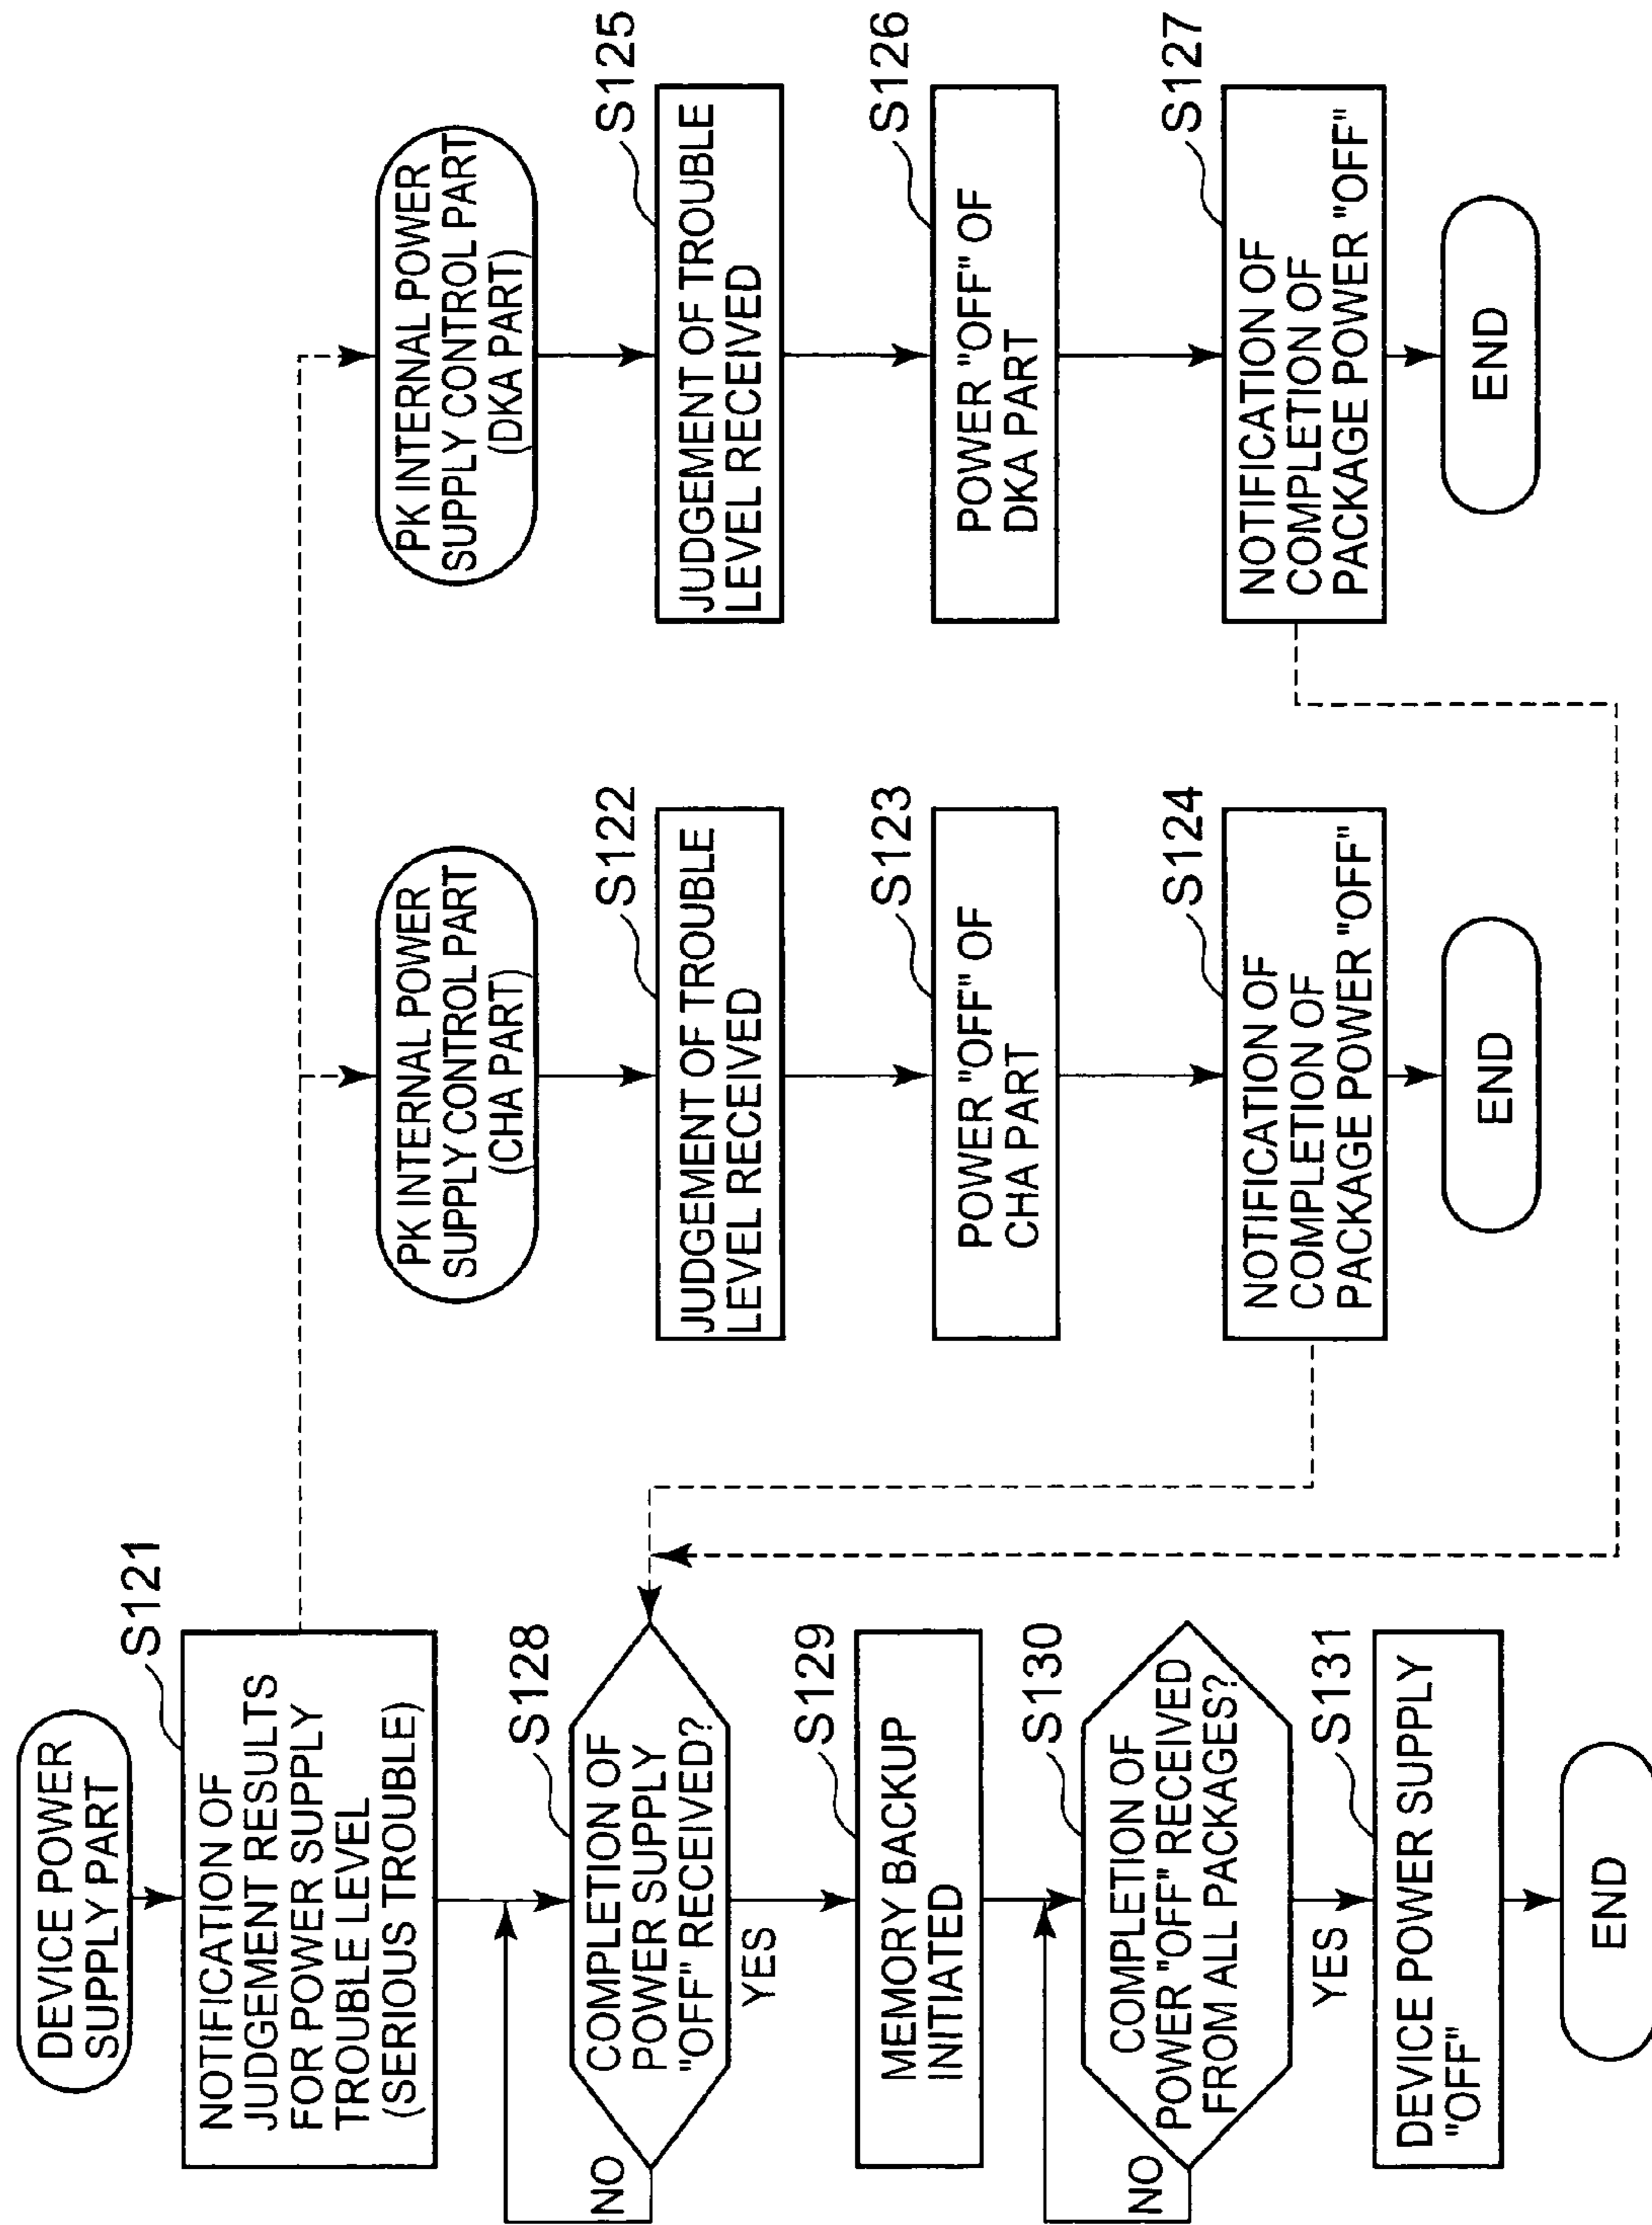 DEVICE POWER
SUPPLY PART
S121
NOTIFICATION OF
JUDGEMENT RESULTS
FOR POWER SUPPLY
TROUBLE LEVEL
(SERIOUS TROUBLE)
S128
COMPLETION OF
POWER SUPPLY
"OFF" RECEIVED?
NO
YES
S129
MEMORY BACKUP
INITIATED
S130
COMPLETION OF
POWER "OFF" RECEIVED
FROM ALL PACKAGES?
NO
YES
S131
DEVICE POWER SUPPLY
"OFF"
END
PK INTERNAL POWER
SUPPLY CONTROL PART
(CHA PART)
S122
JUDGEMENT OF TROUBLE
LEVEL RECEIVED
S123
POWER "OFF" OF
CHA PART
S124
NOTIFICATION OF
COMPLETION OF
PACKAGE POWER "OFF"
END
PK INTERNAL POWER
SUPPLY CONTROL PART
(DKA PART)
S125
JUDGEMENT OF TROUBLE
LEVEL RECEIVED
S126
POWER "OFF" OF
DKA PART
S127
NOTIFICATION OF
COMPLETION OF
PACKAGE POWER "OFF"
END